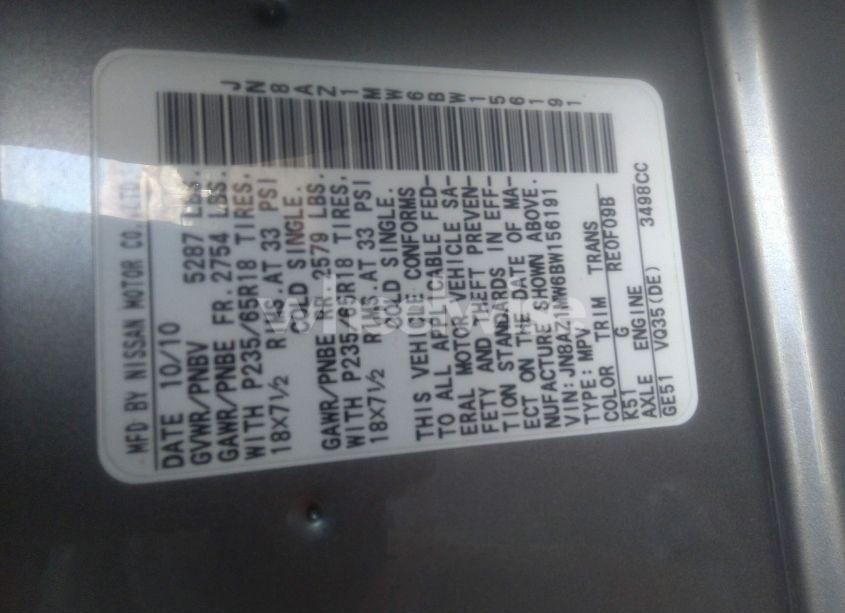 JN8AZ1MW6BW156191
MFD BY NISSAN MOTOR CO., LTD.
DATE 10/10
GVWR/PNBV 5287 LBS.
GAWR/PNBE FR. 2754 LBS.
WITH P235/65R18 TIRES,
18×7½ RIMS. AT 33 PSI
COLD SINGLE.
GAWR/PNBE RR 2579 LBS.
WITH P235/65R18 TIRES,
18×7½ RIMS. AT 33 PSI
COLD SINGLE.
THIS VEHICLE CONFORMS
TO ALL APPLICABLE FED-
ERAL MOTOR VEHICLE SA-
FETY AND THEFT PREVEN-
TION STANDARDS IN EFF-
ECT ON THE DATE OF MA-
NUFACTURE SHOWN ABOVE.
VIN: JN8AZ1MW6BW156191
TYPE: MPV
COLOR TRIM TRANS
K51 G RE0F09B
AXLE ENGINE
GE51 VQ35(DE) 3498CC